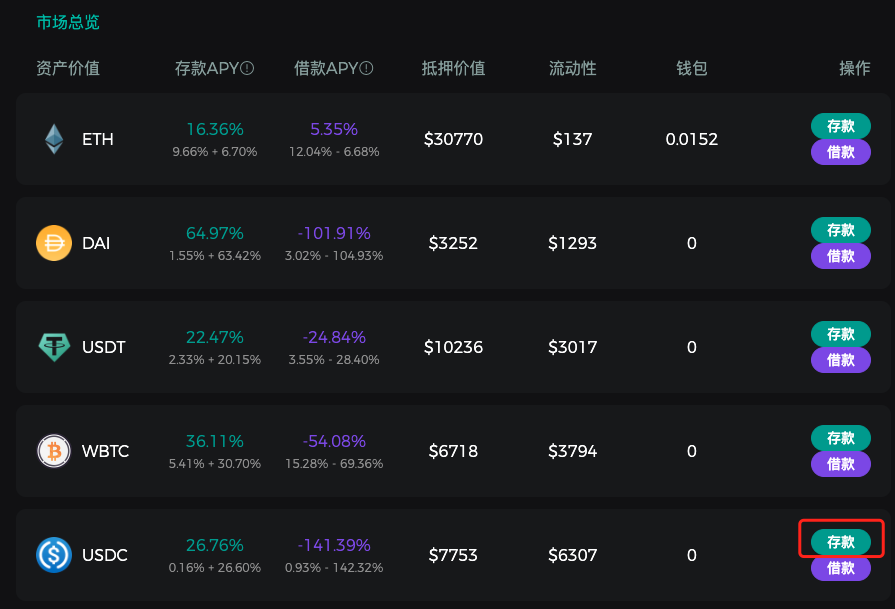 市场总览
资产价值 存款APY 借款APY 抵押价值 流动性 钱包 操作
ETH 16.36% 5.35% $30770 $137 0.0152 存款
9.66% + 6.70% 12.04% - 6.68% 借款
DAI 64.97% -101.91% $3252 $1293 0 存款
1.55% + 63.42% 3.02% - 104.93% 借款
USDT 22.47% -24.84% $10236 $3017 0 存款
2.33% + 20.15% 3.55% - 28.40% 借款
WBTC 36.11% -54.08% $6718 $3794 0 存款
5.41% + 30.70% 15.28% - 69.36% 借款
USDC 26.76% -141.39% $7753 $6307 0 存款
0.16% + 26.60% 0.93% - 142.32% 借款